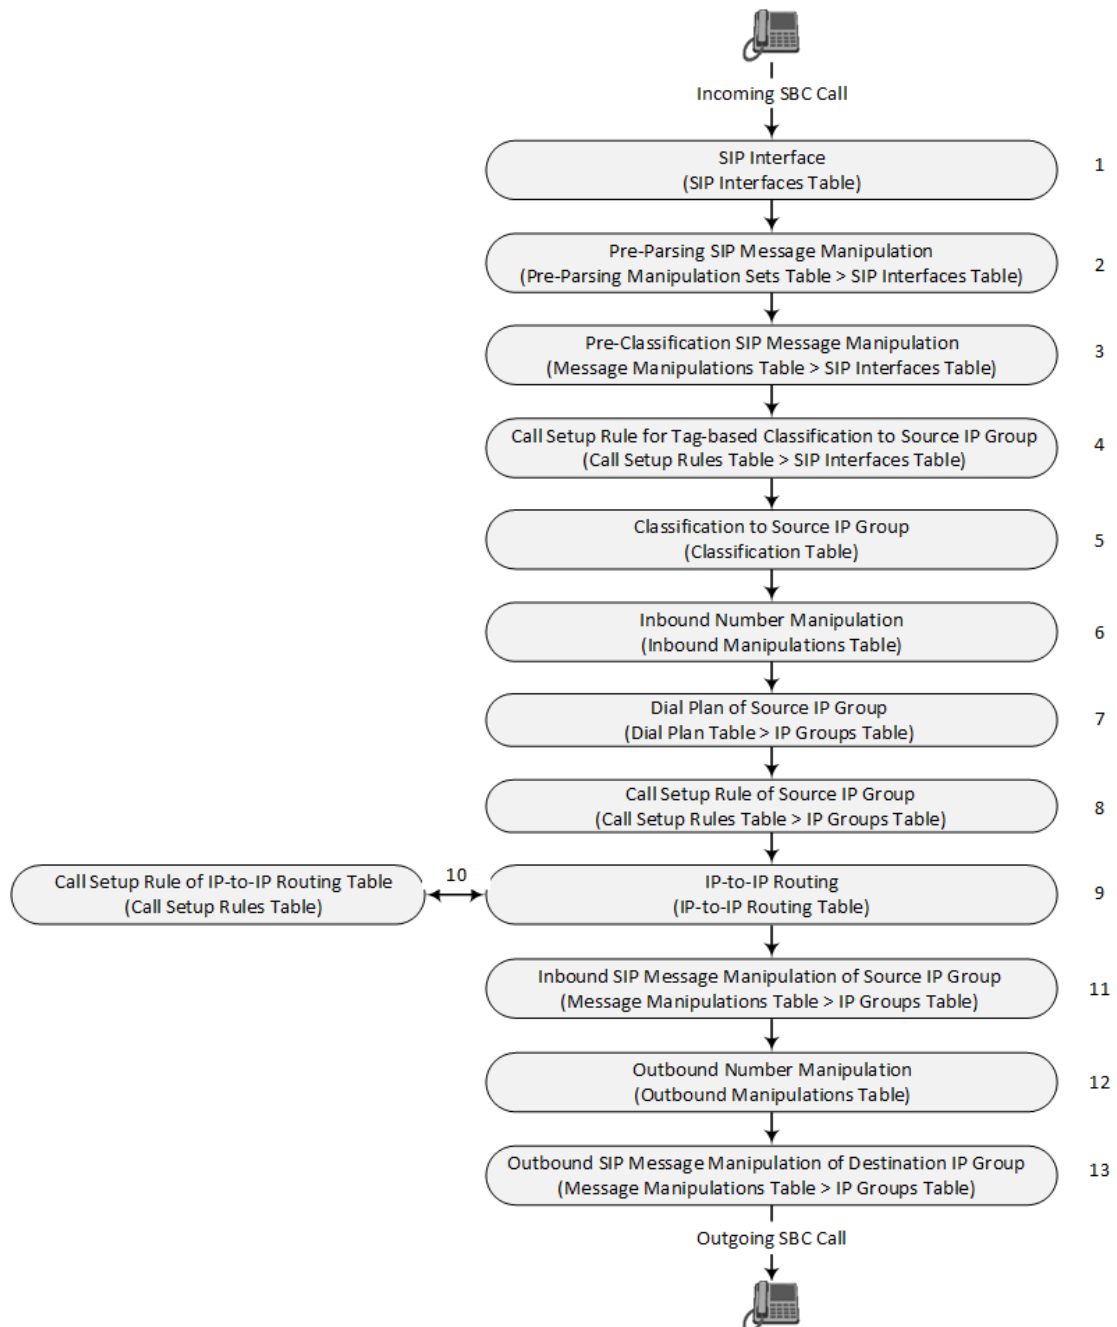 Incoming SBC Call
SIP Interface
(SIP Interfaces Table)
1
Pre-Parsing SIP Message Manipulation
(Pre-Parsing Manipulation Sets Table > SIP Interfaces Table)
2
Pre-Classification SIP Message Manipulation
(Message Manipulations Table > SIP Interfaces Table)
3
Call Setup Rule for Tag-based Classification to Source IP Group
(Call Setup Rules Table > SIP Interfaces Table)
4
Classification to Source IP Group
(Classification Table)
5
Inbound Number Manipulation
(Inbound Manipulations Table)
6
Dial Plan of Source IP Group
(Dial Plan Table > IP Groups Table)
7
Call Setup Rule of Source IP Group
(Call Setup Rules Table > IP Groups Table)
8
Call Setup Rule of IP-to-IP Routing Table
(Call Setup Rules Table)
10
IP-to-IP Routing
(IP-to-IP Routing Table)
9
Inbound SIP Message Manipulation of Source IP Group
(Message Manipulations Table > IP Groups Table)
11
Outbound Number Manipulation
(Outbound Manipulations Table)
12
Outbound SIP Message Manipulation of Destination IP Group
(Message Manipulations Table > IP Groups Table)
13
Outgoing SBC Call